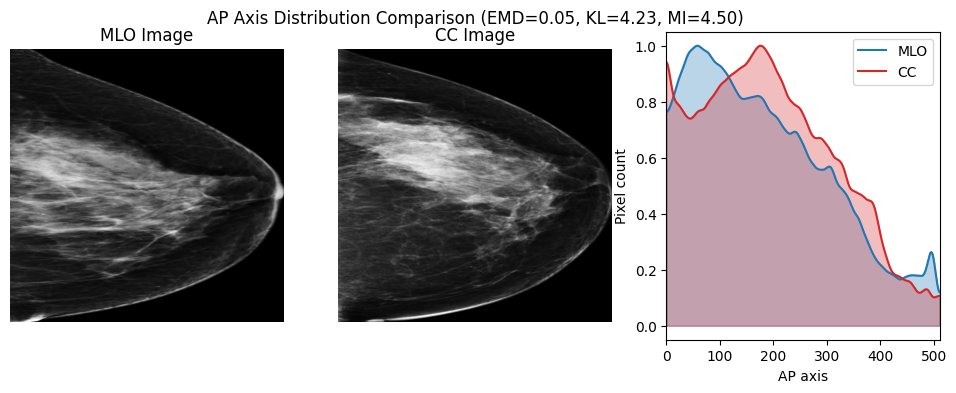 AP Axis Distribution Comparison (EMD=0.05, KL=4.23, MI=4.50)
MLO Image
CC Image
MLO
CC
Pixel count
1.0
0.8
0.6
0.4
0.2
0.0
0 100 200 300 400 500
AP axis